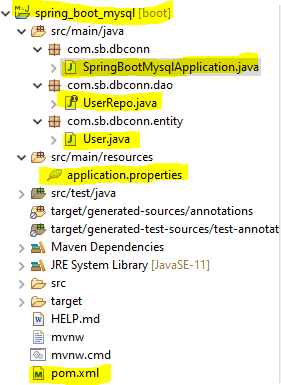 spring_boot_mysql [boot]
src/main/java
com.sb.dbconn
SpringBootMysqlApplication.java
com.sb.dbconn.dao
UserRepo.java
com.sb.dbconn.entity
User.java
src/main/resources
application.properties
src/test/java
target/generated-sources/annotations
target/generated-test-sources/test-annotat
Maven Dependencies
JRE System Library [JavaSE-11]
src
target
HELP.md
mvnw
mvnw.cmd
pom.xml